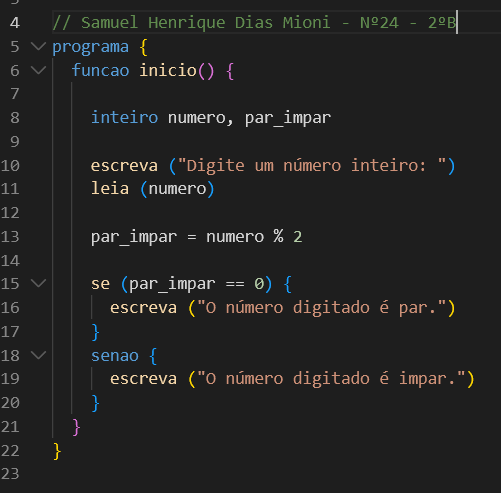 4 // Samuel Henrique Dias Mioni - Nº24 - 2ºB
5 programa {
6 funcao inicio() {
7
8 inteiro numero, par_impar
9
10 escreva ("Digite um número inteiro: ")
11 leia (numero)
12
13 par_impar = numero % 2
14
15 se (par_impar == 0) {
16 escreva ("O número digitado é par.")
17 }
18 senao {
19 escreva ("O número digitado é impar.")
20 }
21 }
22 }
23